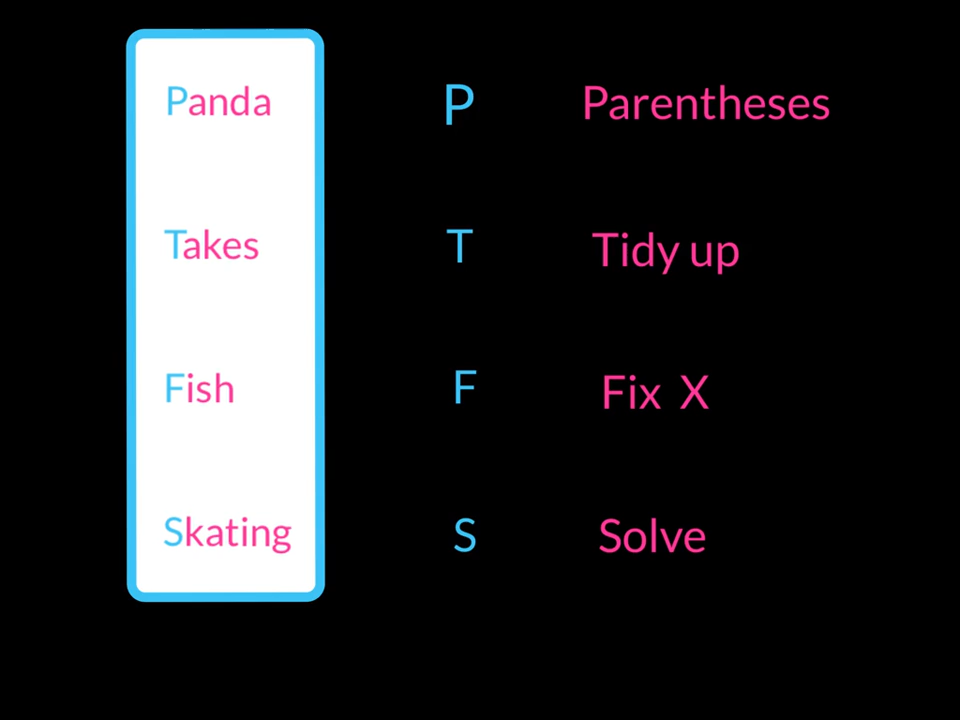 Panda P Parentheses
Takes T Tidy up
Fish F Fix X
Skating S Solve